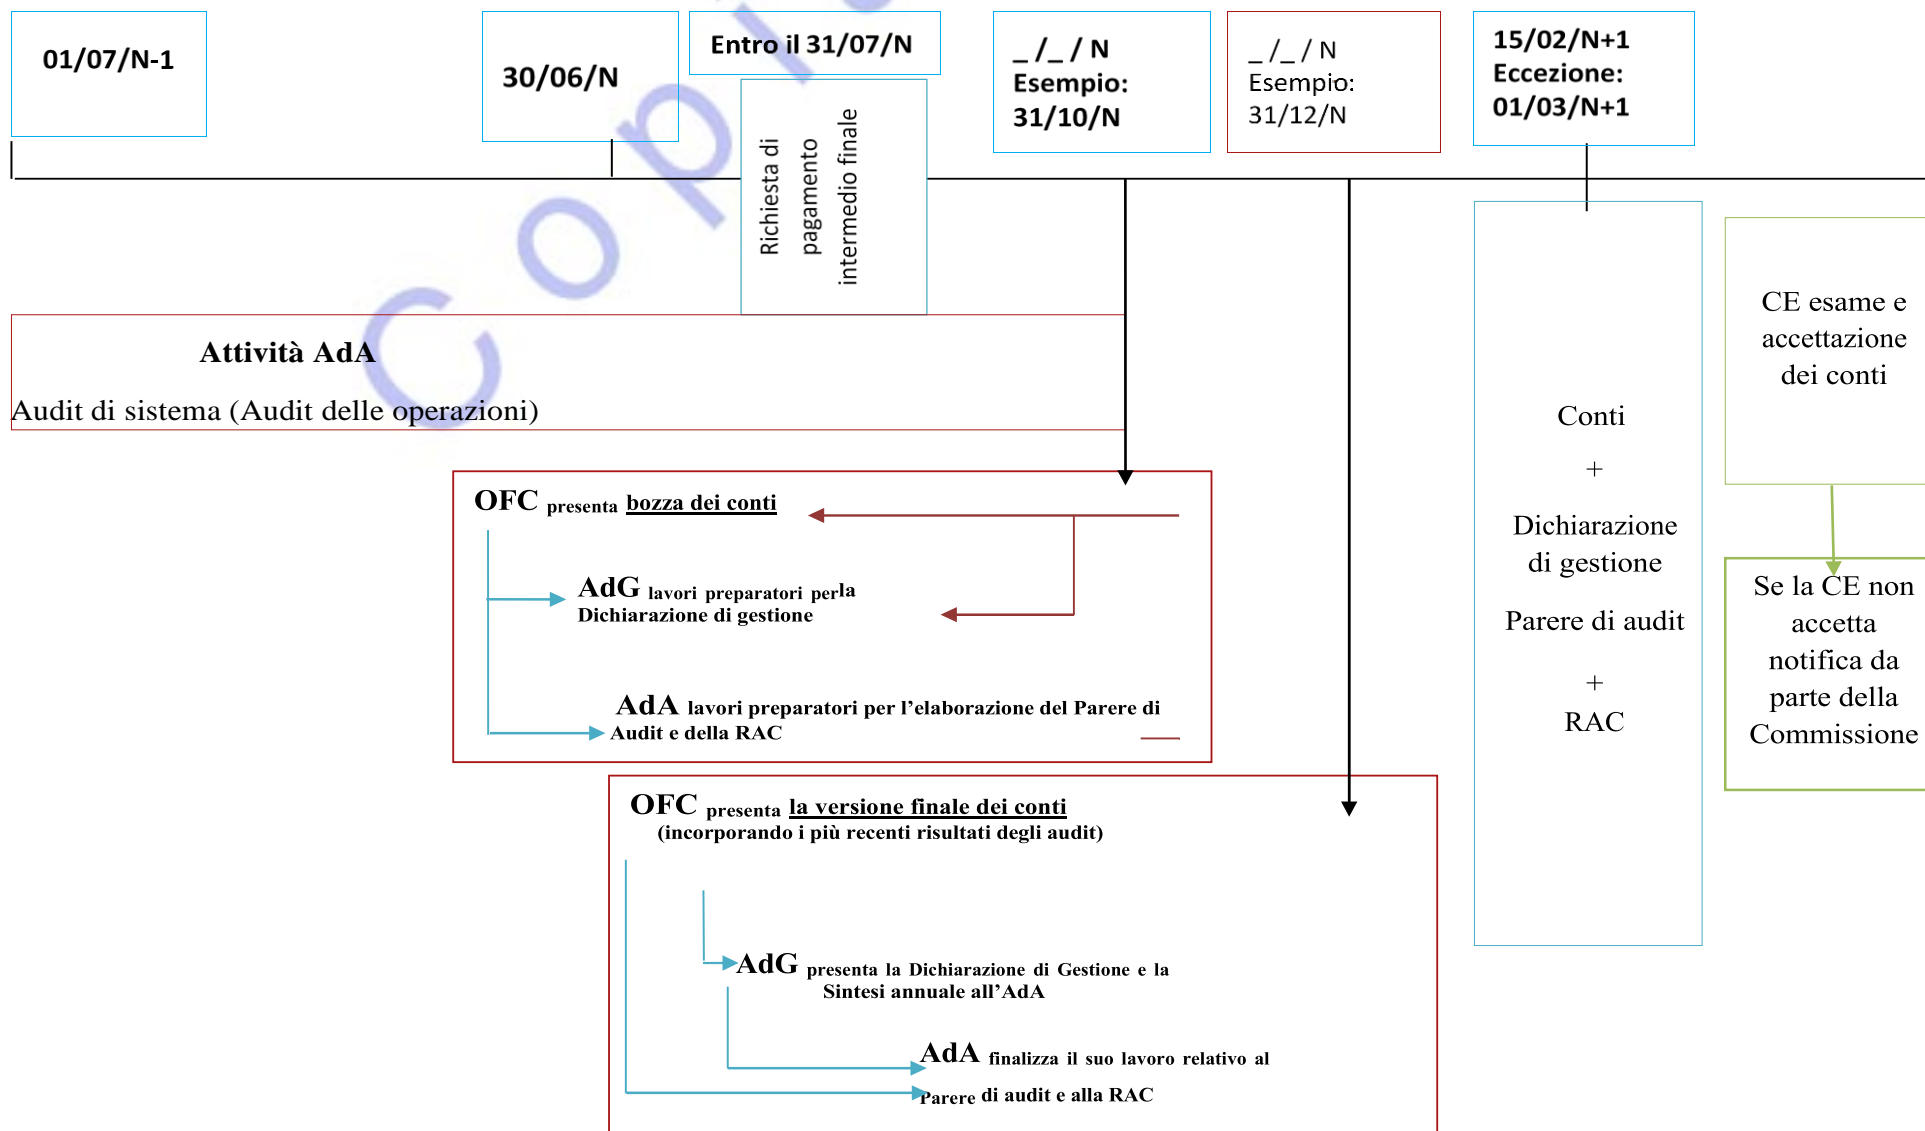 01/07/N-1
30/06/N
Entro il 31/07/N
_ /_ / N
Esempio:
31/10/N
_ /_ / N
Esempio:
31/12/N
15/02/N+1
Eccezione:
01/03/N+1
Richiesta di
pagamento
intermedio finale
Attività AdA
Audit di sistema (Audit delle operazioni)
OFC presenta bozza dei conti
AdG lavori preparatori perla
Dichiarazione di gestione
AdA lavori preparatori per l’elaborazione del Parere di
Audit e della RAC
OFC presenta la versione finale dei conti
(incorporando i più recenti risultati degli audit)
AdG presenta la Dichiarazione di Gestione e la
Sintesi annuale all’AdA
AdA finalizza il suo lavoro relativo al
Parere di audit e alla RAC
Conti
+
Dichiarazione
di gestione
Parere di audit
+
RAC
CE esame e
accettazione
dei conti
Se la CE non
accetta
notifica da
parte della
Commissione